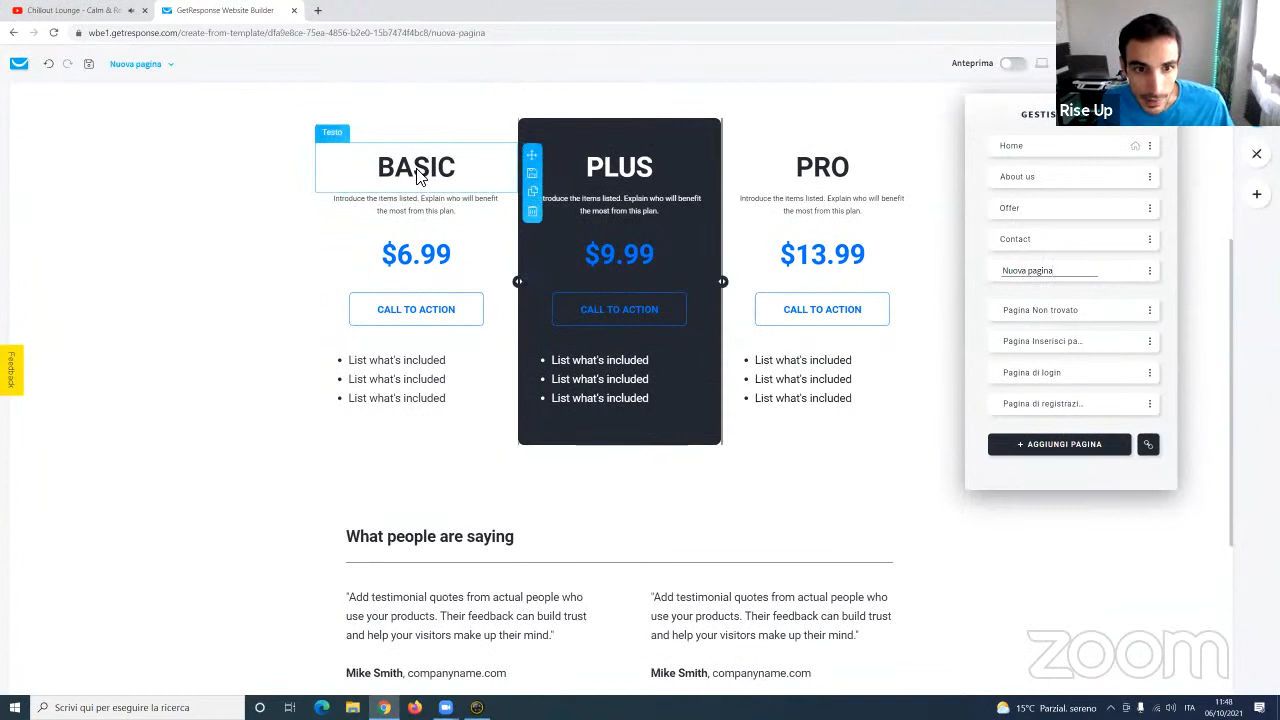 Chillout Lounge - Calm & Re
GetResponse Website Builder
wbe1.getresponse.com/create-from-template/dfa9e8ce-75ea-4856-b2e0-15b7474f4bc8/nuova-pagina
Nuova pagina
Anteprima
Rise Up
GESTIS
Home
About us
Offer
Contact
Nuova pagina
Pagina Non trovato
Pagina Inserisci pa...
Pagina di login
Pagina di registrazi...
+ AGGIUNGI PAGINA
Testo
BASIC
Introduce the items listed. Explain who will benefit
the most from this plan.
$6.99
CALL TO ACTION
• List what's included
• List what's included
• List what's included
PLUS
troduce the items listed. Explain who will benefit
the most from this plan.
$9.99
CALL TO ACTION
• List what's included
• List what's included
• List what's included
PRO
Introduce the items listed. Explain who will benefit
the most from this plan.
$13.99
CALL TO ACTION
• List what's included
• List what's included
• List what's included
Feedback
What people are saying
"Add testimonial quotes from actual people who
use your products. Their feedback can build trust
and help your visitors make up their mind."
Mike Smith, companyname.com
"Add testimonial quotes from actual people who
use your products. Their feedback can build trust
and help your visitors make up their mind."
Mike Smith, companyname.com
zoom
Scrivi qui per eseguire la ricerca
15°C Parzial. sereno
ITA
11:48
06/10/2021